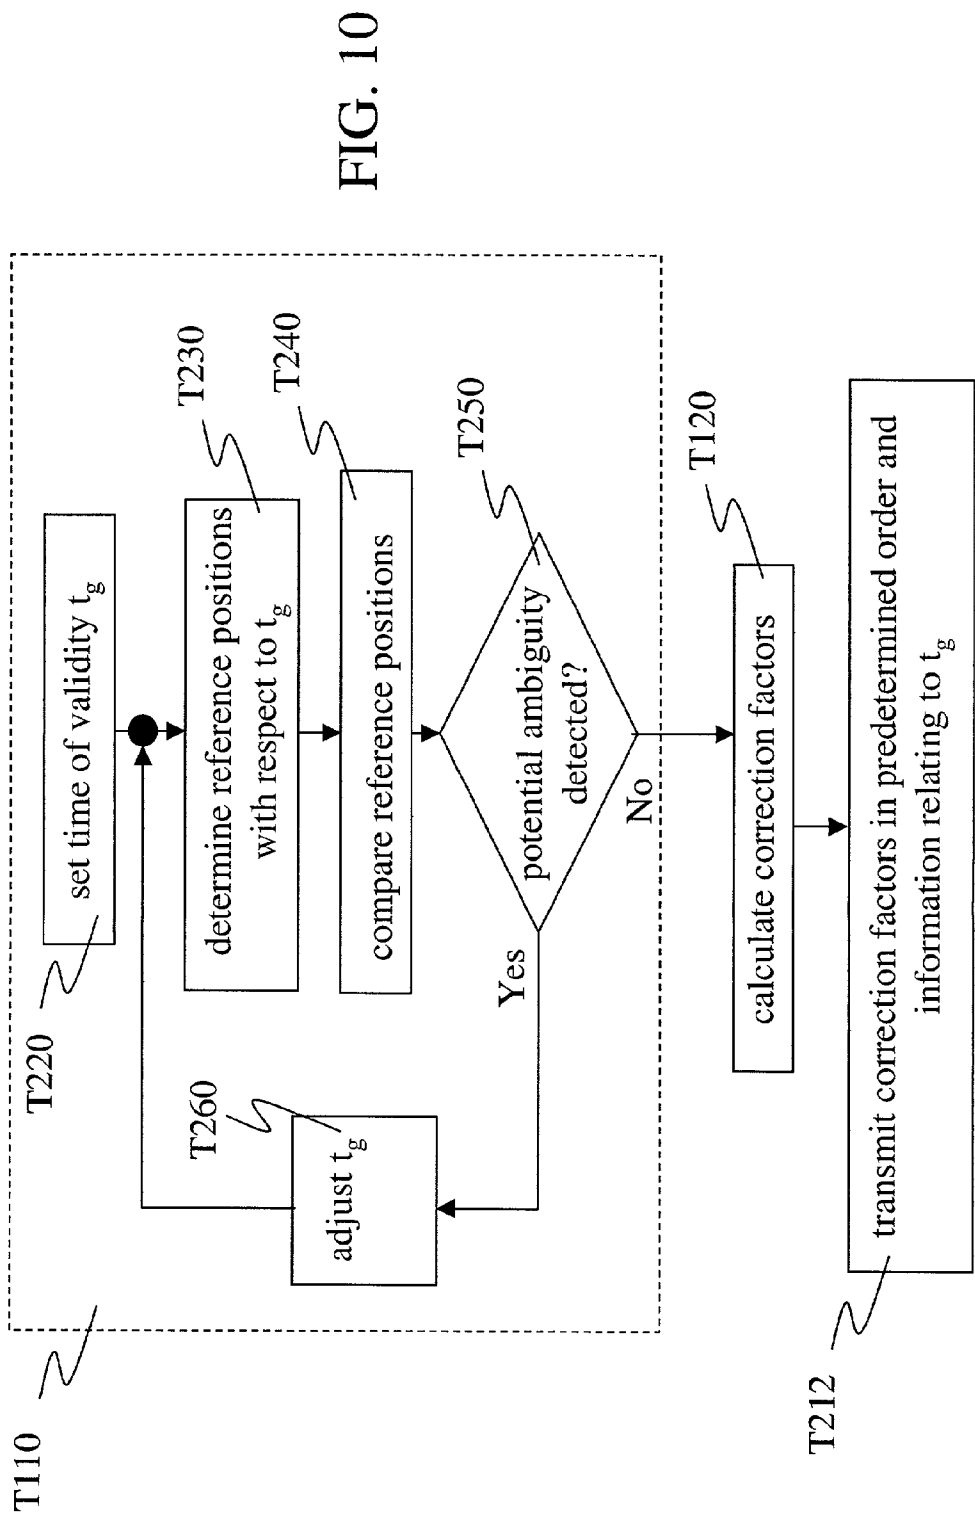 T110
T220
set time of validity t_g
determine reference positions
with respect to t_g
T230
compare reference positions
T240
potential ambiguity
detected?
T250
Yes
No
adjust t_g
T260
calculate correction factors
T120
transmit correction factors in predetermined order and
information relating to t_g
T212
FIG. 10